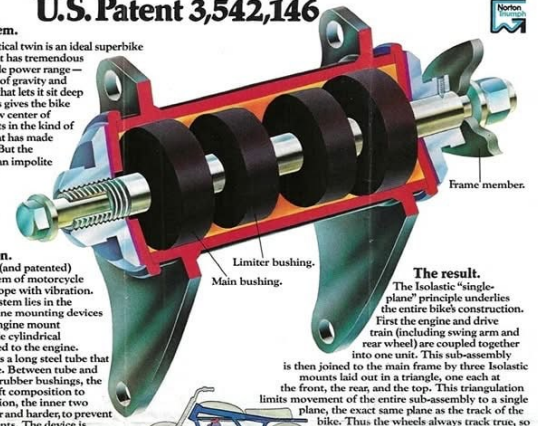 U.S. Patent 3,542,146
Norton
Triumph
em.
tical twin is an ideal superbike
t has tremendous
le power range—
of gravity and
that lets it sit deep
s gives the bike
w center of
ts in the kind of
at has made
But the
an impolite
Frame member.
Limiter bushing.
Main bushing.
n.
(and patented)
em of motorcycle
ope with vibration.
stem lies in the
ne mounting devices
ngine mount
e cylindrical
ed to the engine.
s a long steel tube that
e. Between tube and
rubber bushings, the
ft composition to
ion, the inner two
r and harder, to prevent
nts. The device is
The result.
The Isolastic “single-
plane” principle underlies
the entire bike's construction.
First the engine and drive
train (including swing arm and
rear wheel) are coupled together
into one unit. This sub-assembly
is then joined to the main frame by three Isolastic
mounts laid out in a triangle, one each at
the front, the rear, and the top. This triangulation
limits movement of the entire sub-assembly to a single
plane, the exact same plane as the track of the
bike. Thus the wheels always track true, so